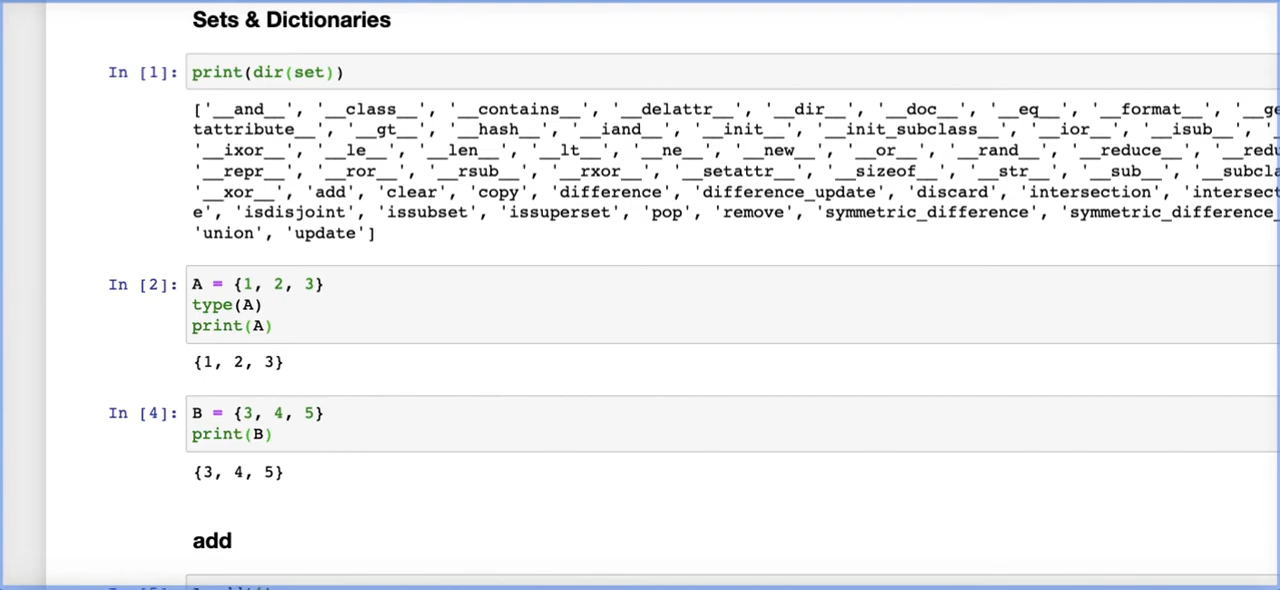 Sets & Dictionaries
In [1]: print(dir(set))
['__and__', '__class__', '__contains__', '__delattr__', '__dir__', '__doc__', '__eq__', '__format__', '__ge
tattribute__', '__gt__', '__hash__', '__iand__', '__init__', '__init_subclass__', '__ior__', '__isub__', '_
'__ixor__', '__le__', '__len__', '__lt__', '__ne__', '__new__', '__or__', '__rand__', '__reduce__', '__redu
'__repr__', '__ror__', '__rsub__', '__rxor__', '__setattr__', '__sizeof__', '__str__', '__sub__', '__subcla
'__xor__', 'add', 'clear', 'copy', 'difference', 'difference_update', 'discard', 'intersection', 'intersect
e', 'isdisjoint', 'issubset', 'issuperset', 'pop', 'remove', 'symmetric_difference', 'symmetric_difference_
'union', 'update']
In [2]: A = {1, 2, 3}
type(A)
print(A)
{1, 2, 3}
In [4]: B = {3, 4, 5}
print(B)
{3, 4, 5}
add